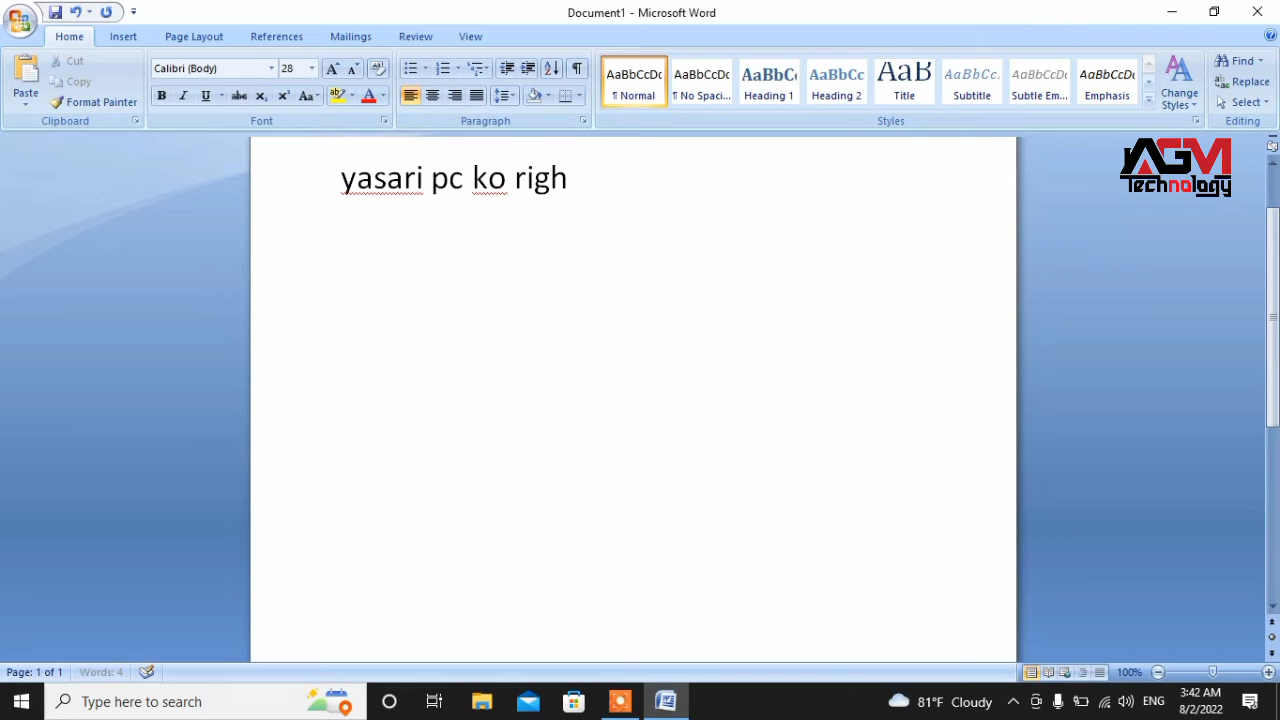 Document1 - Microsoft Word
Home Insert Page Layout References Mailings Review View
Paste
Cut
Copy
Format Painter
Clipboard
Calibri (Body) 28
Font
Paragraph
AaBbCcDc AaBbCcDc AaBbCc AaBbCc AaB AaBbCc. AaBbCcDc AaBbCcDc
¶ Normal ¶ No Spaci... Heading 1 Heading 2 Title Subtitle Subtle Em... Emphasis
Change Styles
Styles
Find
Replace
Select
Editing
AGM
Technology
yasari pc ko righ
Page: 1 of 1 Words: 4 100%
Type here to search
81°F Cloudy ENG
3:42 AM
8/2/2022